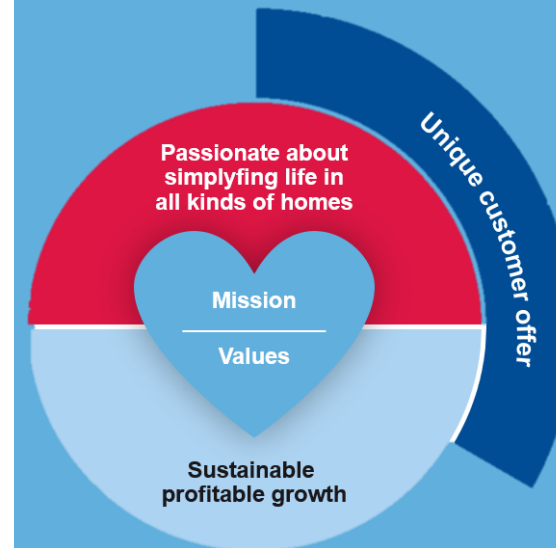 Passionate about
simplyfing life in
all kinds of homes
Unique customer offer
Mission
Values
Sustainable
profitable growth